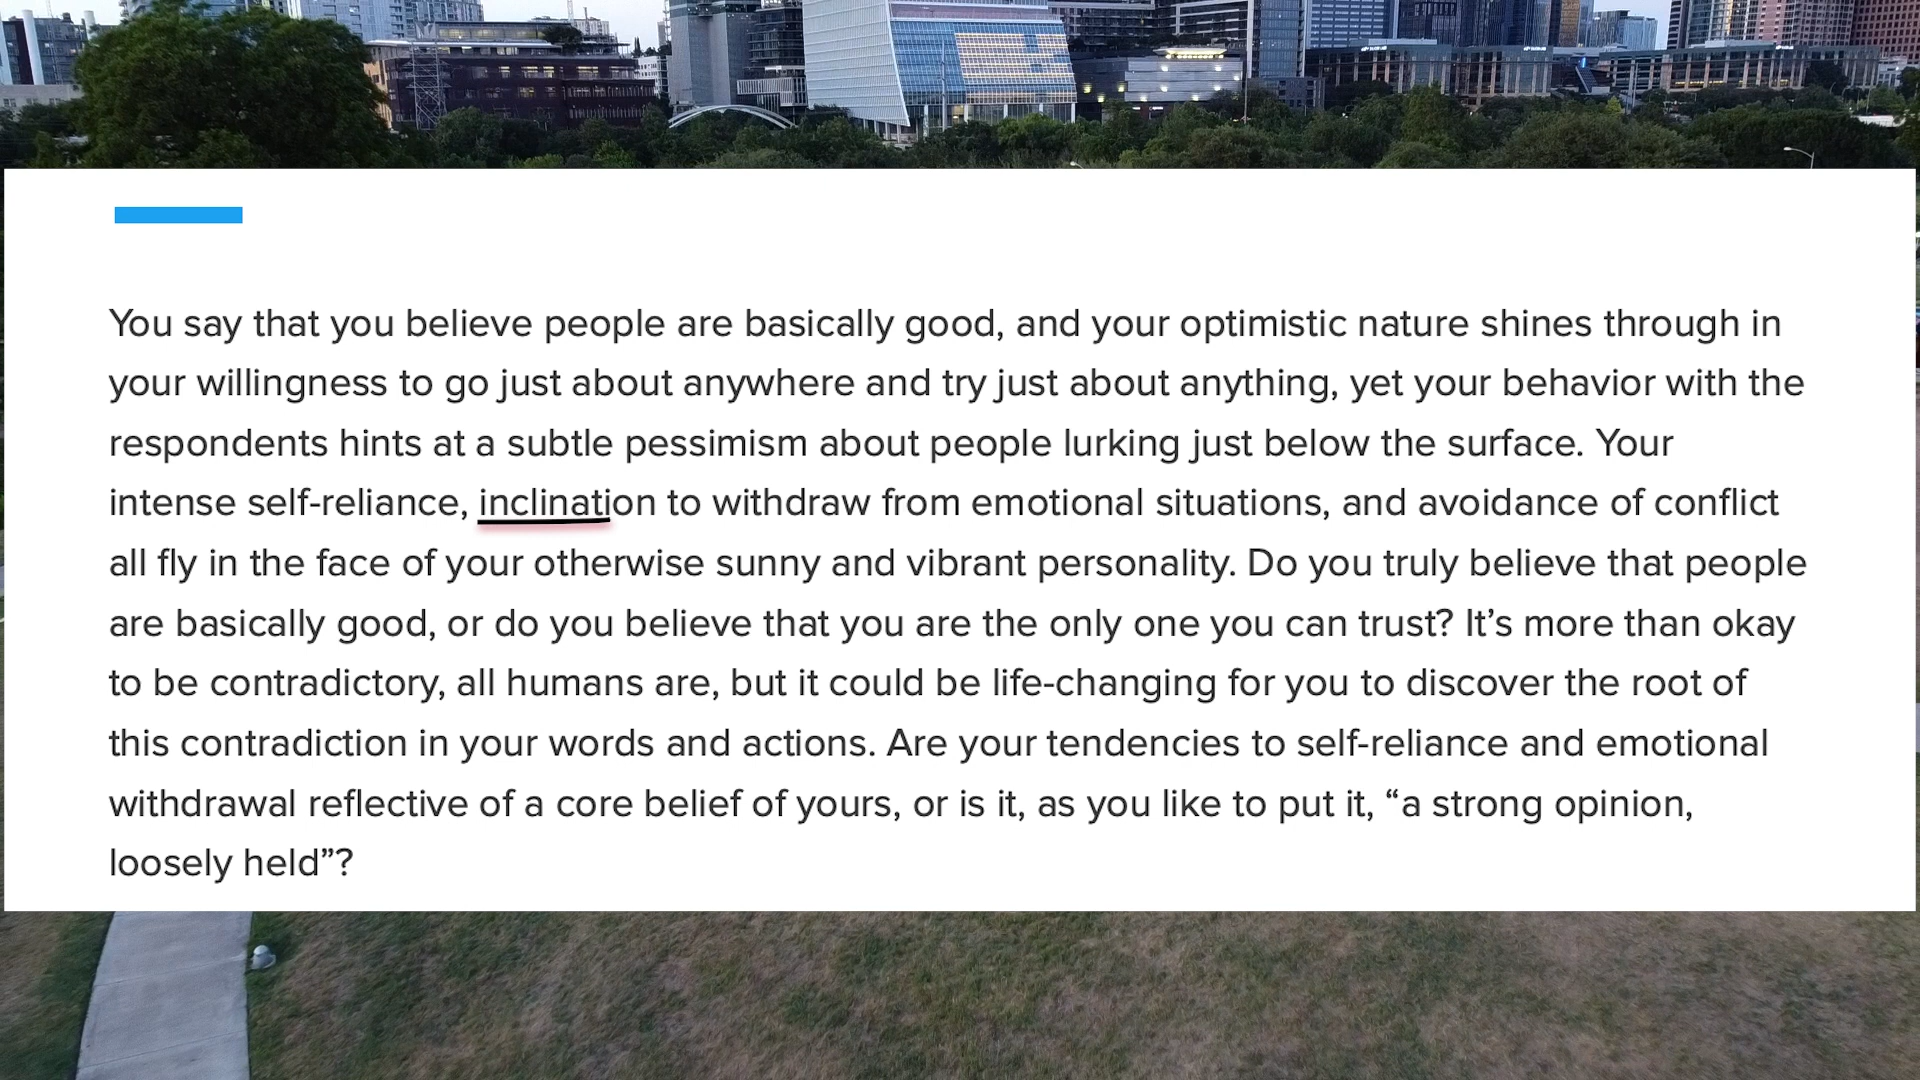 You say that you believe people are basically good, and your optimistic nature shines through in
your willingness to go just about anywhere and try just about anything, yet your behavior with the
respondents hints at a subtle pessimism about people lurking just below the surface. Your
intense self-reliance, inclination to withdraw from emotional situations, and avoidance of conflict
all fly in the face of your otherwise sunny and vibrant personality. Do you truly believe that people
are basically good, or do you believe that you are the only one you can trust? It’s more than okay
to be contradictory, all humans are, but it could be life-changing for you to discover the root of
this contradiction in your words and actions. Are your tendencies to self-reliance and emotional
withdrawal reflective of a core belief of yours, or is it, as you like to put it, “a strong opinion,
loosely held”?